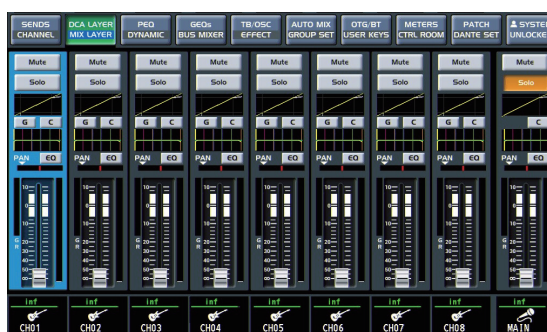 SENDS DCA LAYER PEQ GEQs TB/OSC AUTO MIX OTG/BT METERS PATCH SYSTE
CHANNEL MIX LAYER DYNAMIC BUS MIXER EFFECT GROUP SET USER KEYS CTRL ROOM DANTE SET UNLOCKE
Mute Mute Mute Mute Mute Mute Mute Mute Mute
Solo Solo Solo Solo Solo Solo Solo Solo Solo
G C G C G C G C G C G C G C G C C
PAN EQ PAN EQ PAN EQ PAN EQ PAN EQ PAN EQ PAN EQ PAN EQ EQ
inf inf inf inf inf inf inf inf inf
CH01 CH02 CH03 CH04 CH05 CH06 CH07 CH08 MAIN